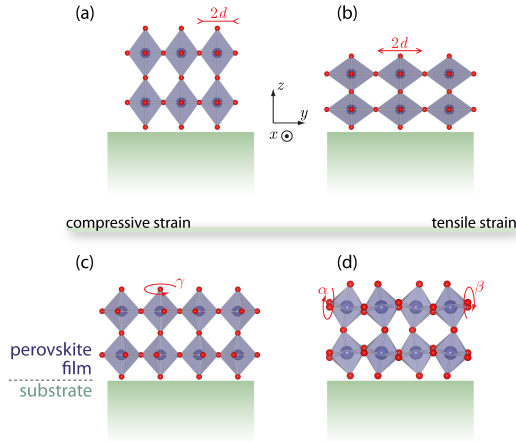 (a)
2d
(b)
2d
z
y
x
compressive strain
tensile strain
(c)
γ
(d)
α
β
perovskite
film
substrate